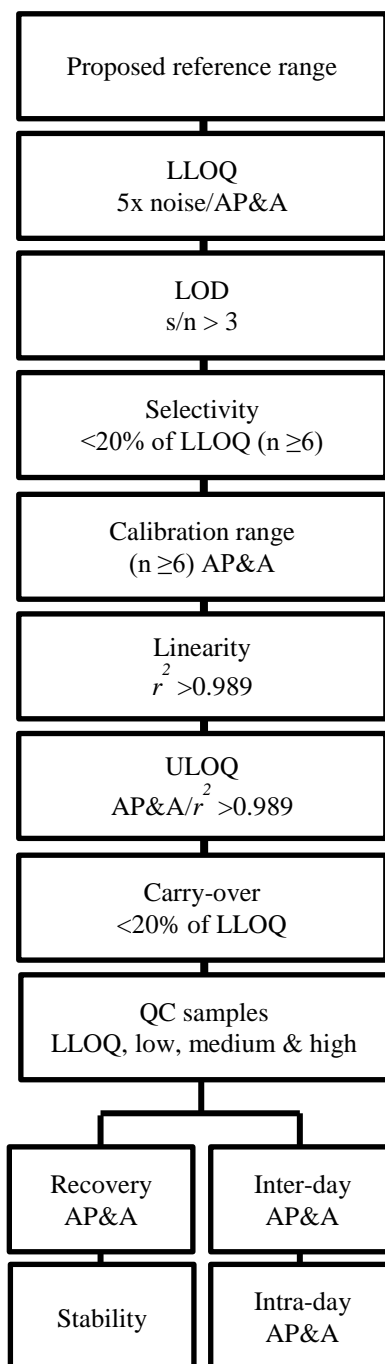 Proposed reference range
LLOQ
5x noise/AP&A
LOD
s/n > 3
Selectivity
<20% of LLOQ (n ≥6)
Calibration range
(n ≥6) AP&A
Linearity
r² >0.989
ULOQ
AP&A/r² >0.989
Carry-over
<20% of LLOQ
QC samples
LLOQ, low, medium & high
Recovery
AP&A
Inter-day
AP&A
Stability
Intra-day
AP&A